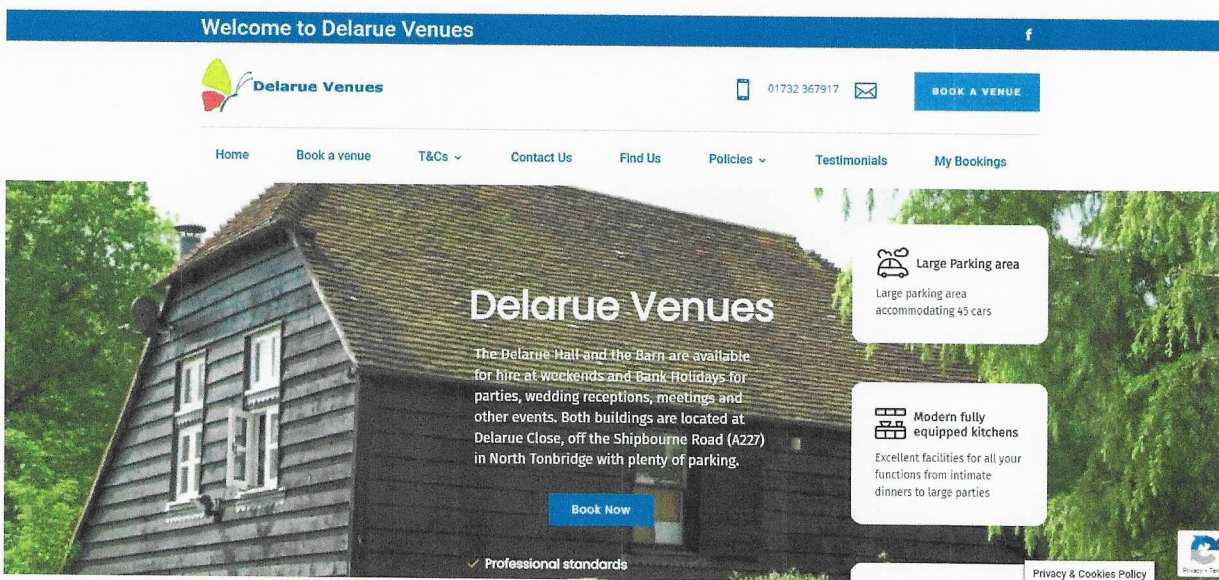 Welcome to Delarue Venues
f
Delarue Venues
01732 367917
BOOK A VENUE
Home
Book a venue
T&Cs
Contact Us
Find Us
Policies
Testimonials
My Bookings
Delarue Venues
The Delarue Hall and the Barn are available
for hire at weekends and Bank Holidays for
parties, wedding receptions, meetings and
other events. Both buildings are located at
Delarue Close, off the Shipbourne Road (A227)
in North Tonbridge with plenty of parking.
Book Now
Professional standards
Large Parking area
Large parking area
accommodating 45 cars
Modern fully
equipped kitchens
Excellent facilities for all your
functions from intimate
dinners to large parties
Privacy & Cookies Policy